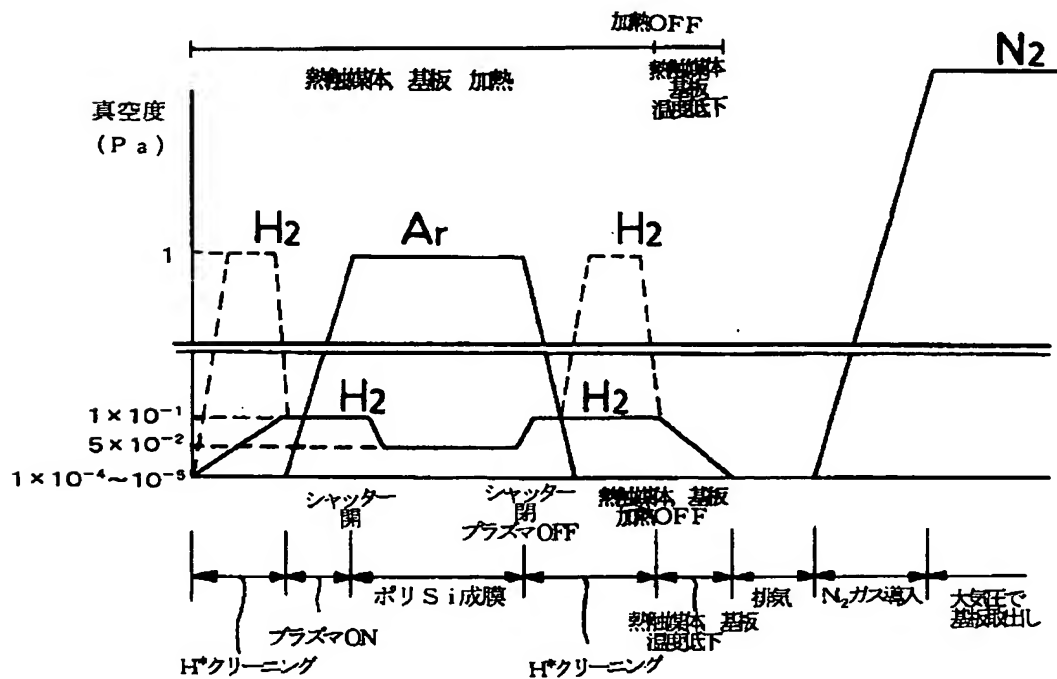 加熱OFF
熱触媒体、基板 加熱
熱触媒体
基板
温度低下
N2
真空度
(Pa)
H2
Ar
H2
1
H2
H2
1×10⁻¹
5×10⁻²
1×10⁻⁴~10⁻⁵
シャッター
開
シャッター
閉
プラズマOFF
熱触媒体、基板
加熱OFF
ポリSi成膜
排気
N₂ガス導入
大気圧で
基板取出し
プラズマON
熱触媒体、基板
温度低下
H*クリーニング
H*クリーニング